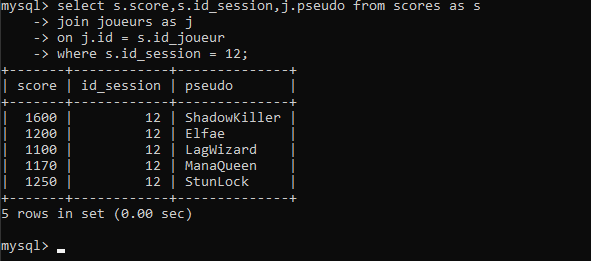 mysql> select s.score,s.id_session,j.pseudo from scores as s
    -> join joueurs as j
    -> on j.id = s.id_joueur
    -> where s.id_session = 12;
+-------+------------+--------------+
| score | id_session | pseudo       |
+-------+------------+--------------+
|  1600 |         12 | ShadowKiller |
|  1200 |         12 | Elfae        |
|  1100 |         12 | LagWizard    |
|  1170 |         12 | ManaQueen    |
|  1250 |         12 | StunLock     |
+-------+------------+--------------+
5 rows in set (0.00 sec)
mysql>